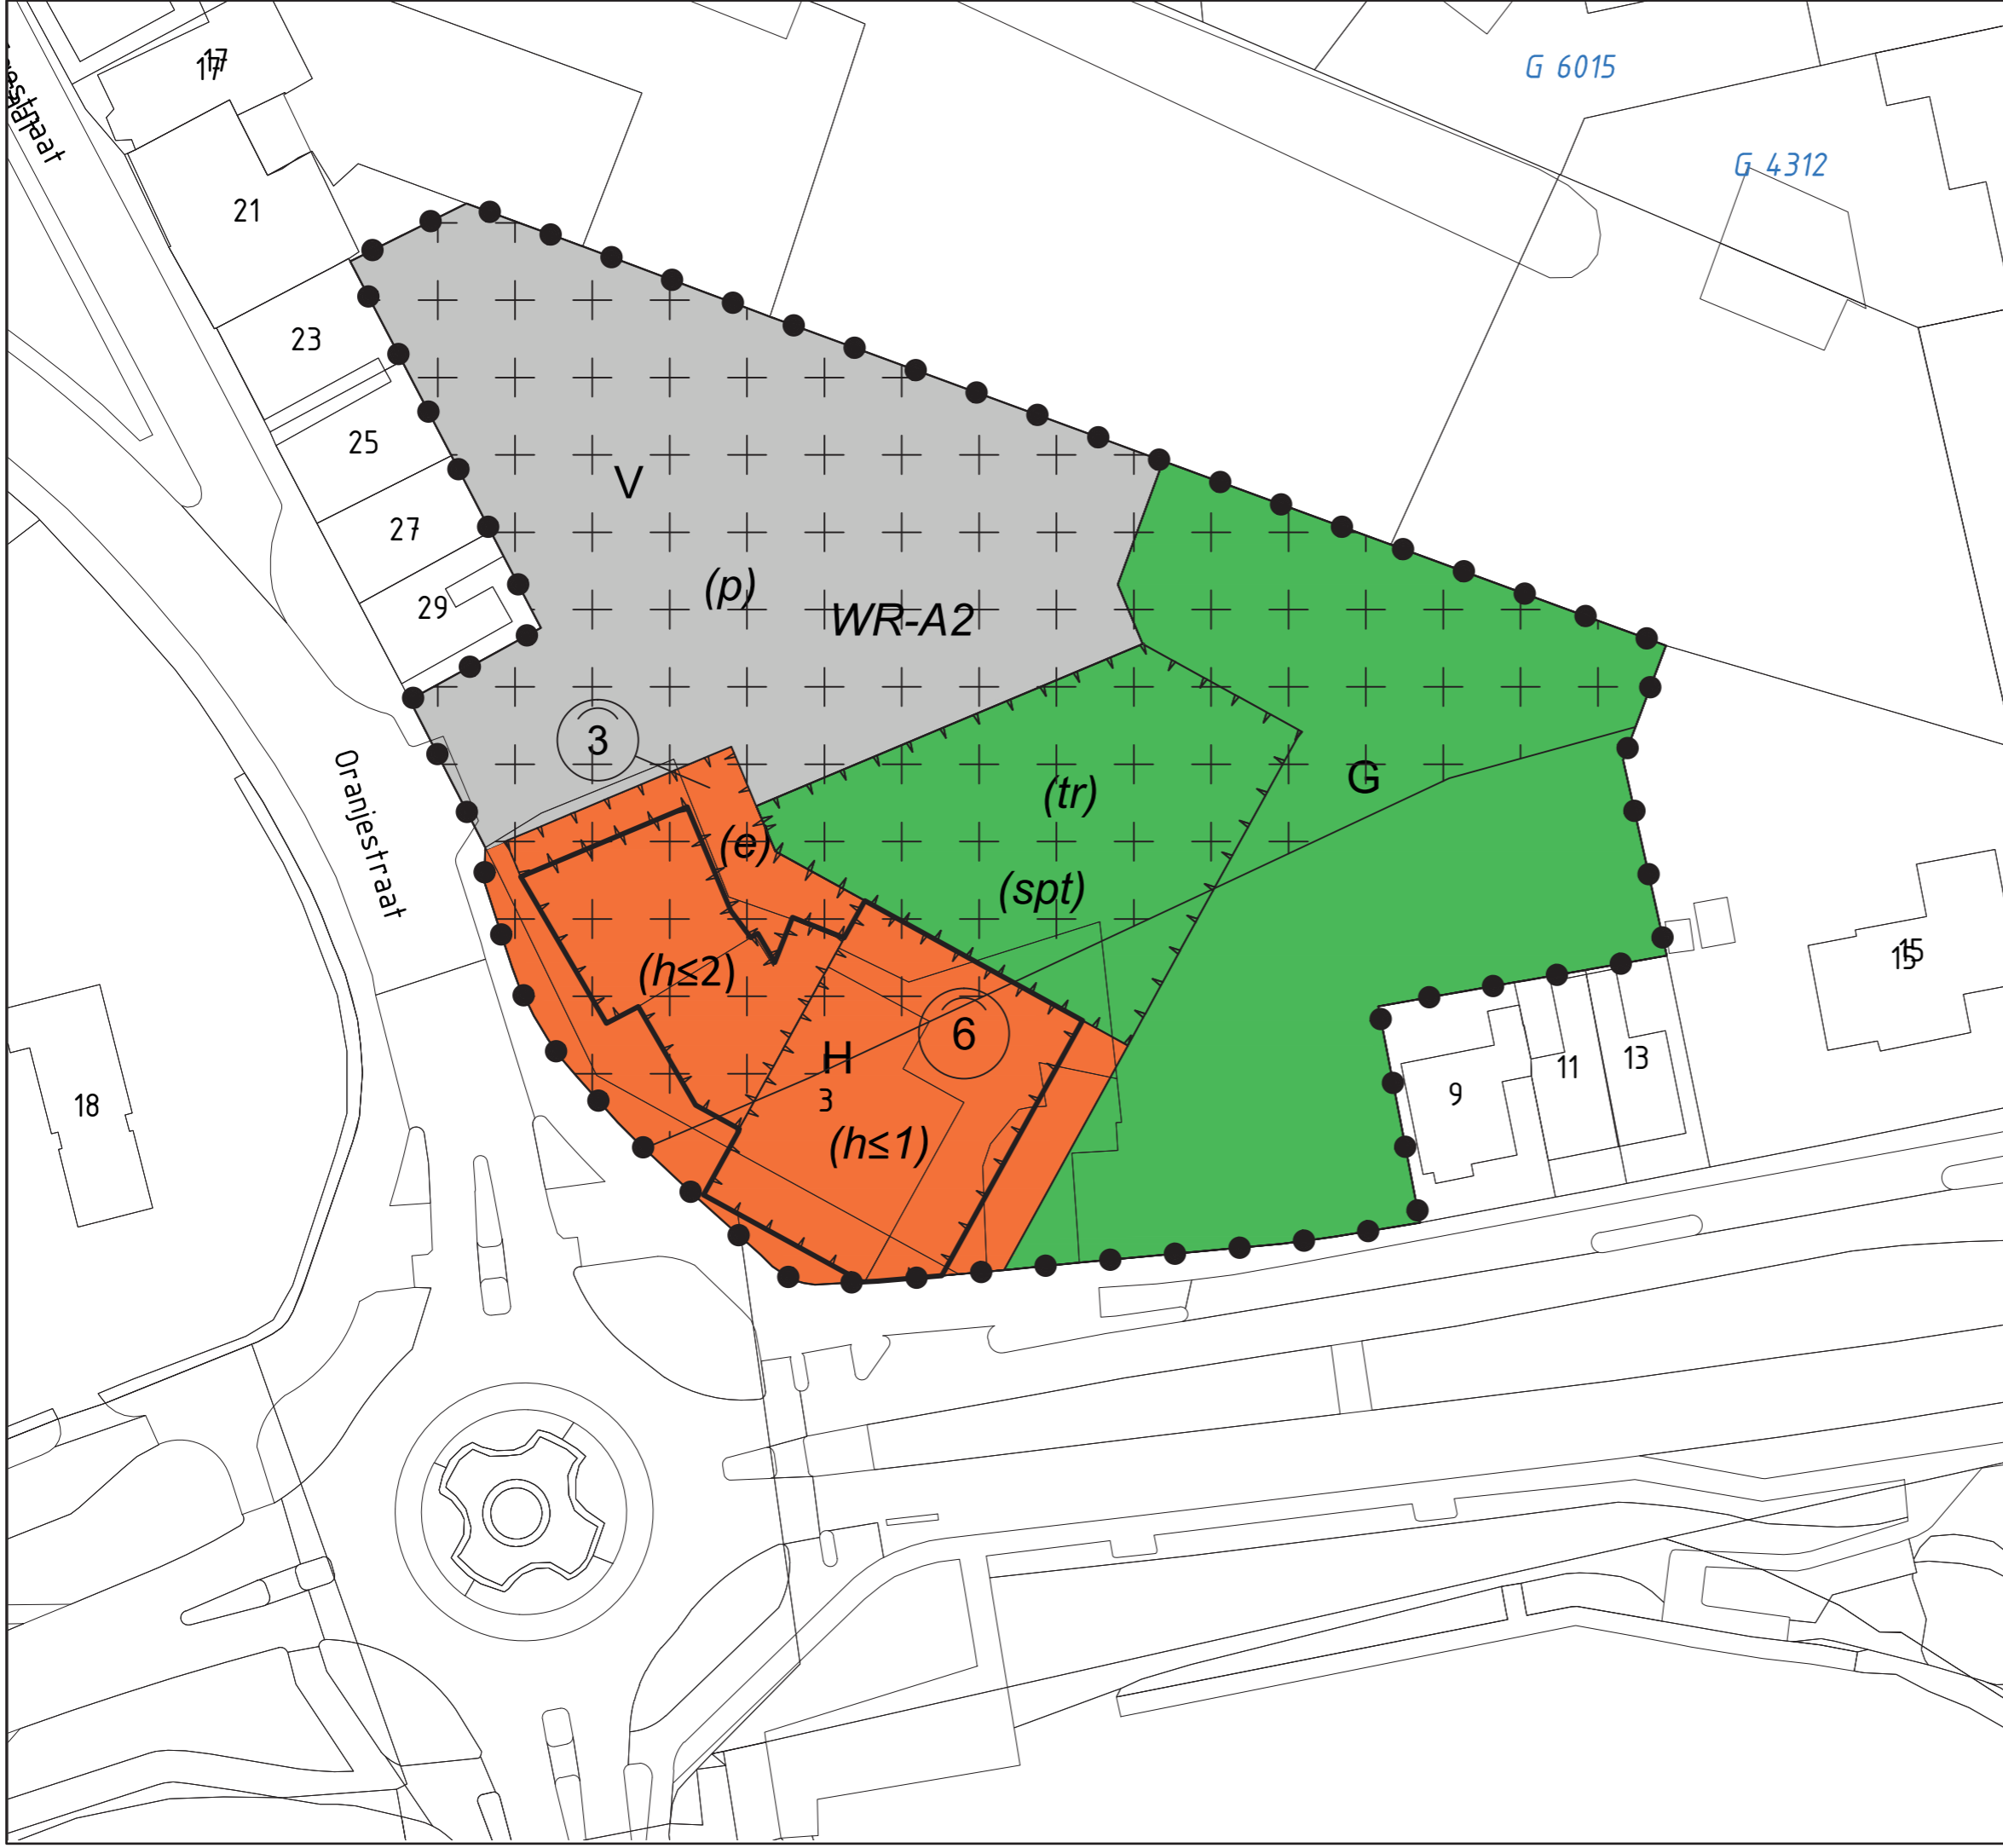 17
G 6015
G 4312
21
23
25
27
29
V
(p)
WR-A2
3
Oranjestraat
(tr)
G
(e)
(spt)
(h≤2)
6
H
3
(h≤1)
15
18
9
11
13